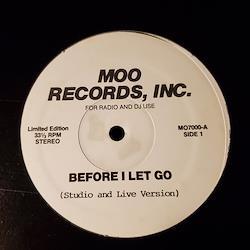 MOO
RECORDS, INC.
FOR RADIO AND DJ USE
Limited Edition
33⅓ RPM
STEREO
MO7000-A
SIDE 1
BEFORE I LET GO
(Studio and Live Version)